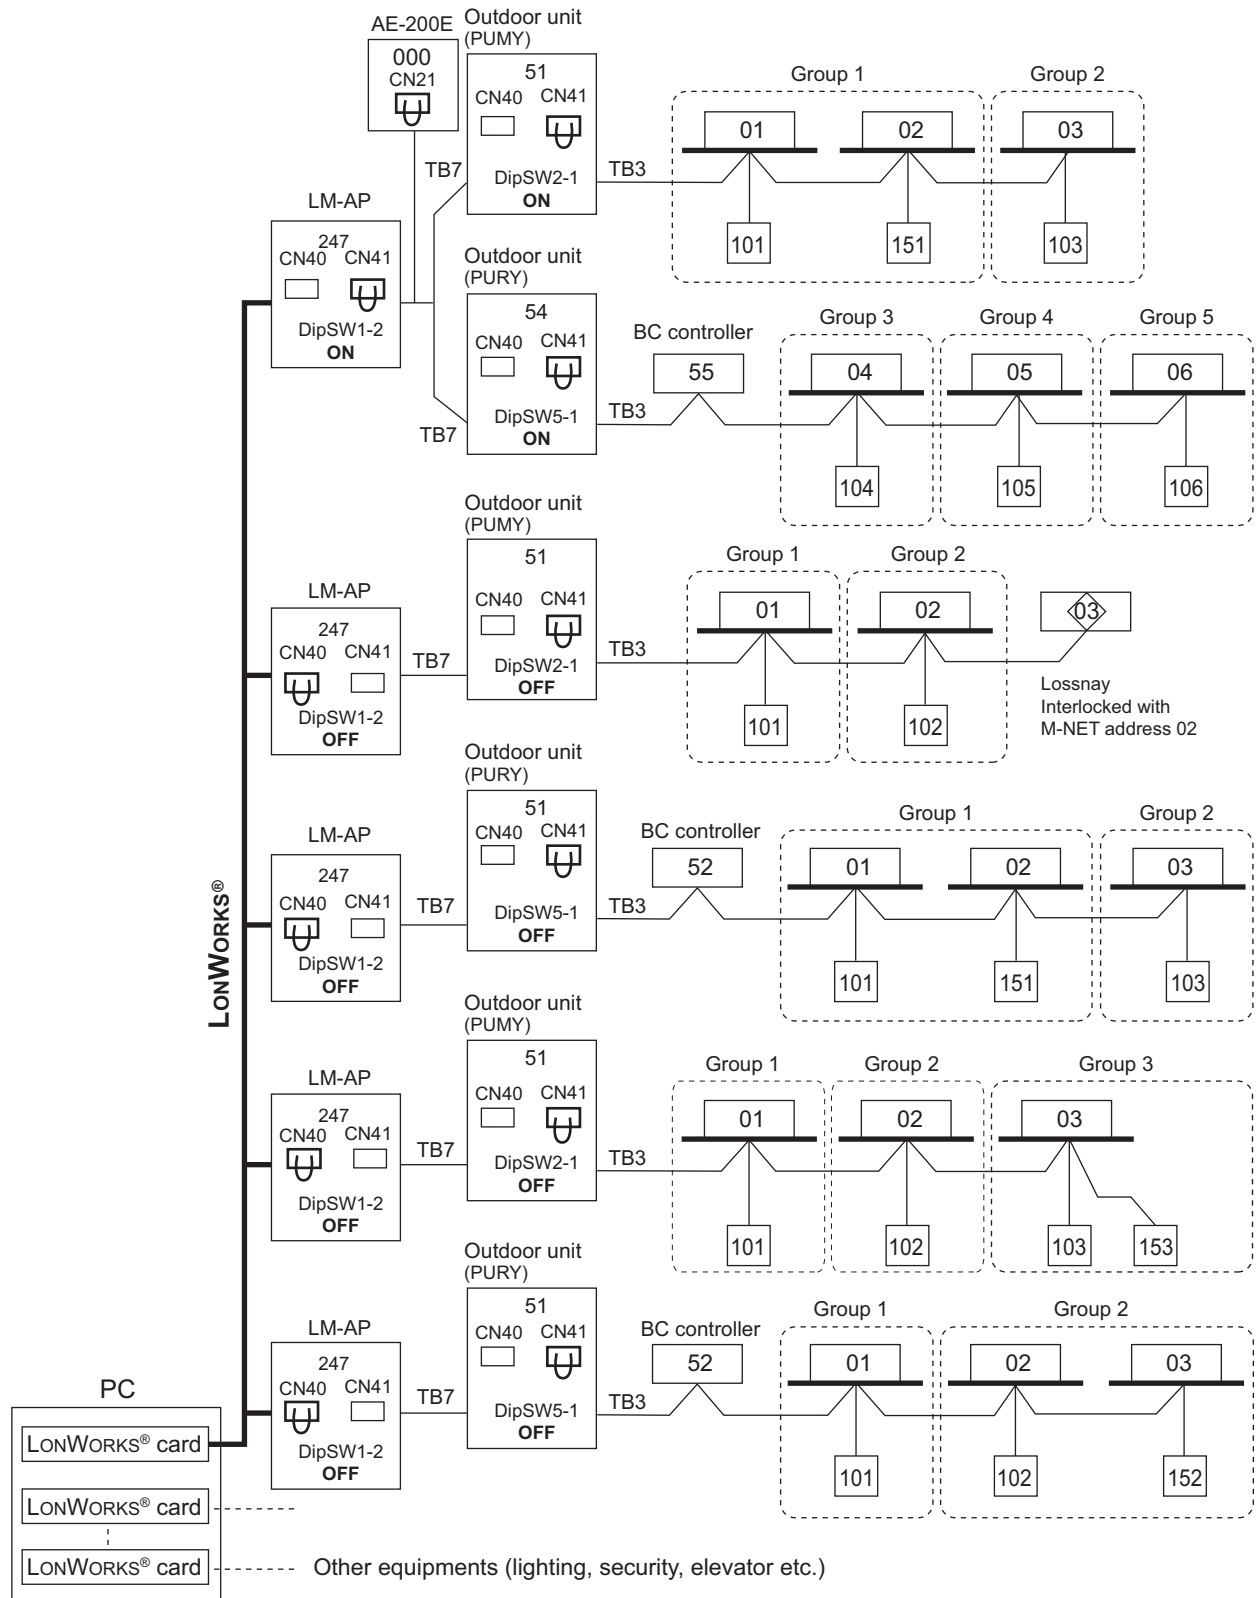 AE-200E
000
CN21
Outdoor unit
(PUMY)
51
CN40 CN41
DipSW2-1
ON
TB7
TB3
Group 1
Group 2
01
02
03
101
151
103
LM-AP
247
CN40 CN41
DipSW1-2
ON
Outdoor unit
(PURY)
54
CN40 CN41
DipSW5-1
ON
TB7
TB3
BC controller
55
Group 3
Group 4
Group 5
04
05
06
104
105
106
LM-AP
247
CN40 CN41
DipSW1-2
OFF
TB7
Outdoor unit
(PUMY)
51
CN40 CN41
DipSW2-1
OFF
TB3
Group 1
Group 2
01
02
03
101
102
Lossnay
Interlocked with
M-NET address 02
LM-AP
247
CN40 CN41
DipSW1-2
OFF
TB7
Outdoor unit
(PURY)
51
CN40 CN41
DipSW5-1
OFF
TB3
BC controller
52
Group 1
Group 2
01
02
03
101
151
103
LONWORKS®
LM-AP
247
CN40 CN41
DipSW1-2
OFF
TB7
Outdoor unit
(PUMY)
51
CN40 CN41
DipSW2-1
OFF
TB3
Group 1
Group 2
Group 3
01
02
03
101
102
103
153
LM-AP
247
CN40 CN41
DipSW1-2
OFF
TB7
Outdoor unit
(PURY)
51
CN40 CN41
DipSW5-1
OFF
TB3
BC controller
52
Group 1
Group 2
01
02
03
101
102
152
PC
LONWORKS® card
LONWORKS® card
LONWORKS® card
Other equipments (lighting, security, elevator etc.)